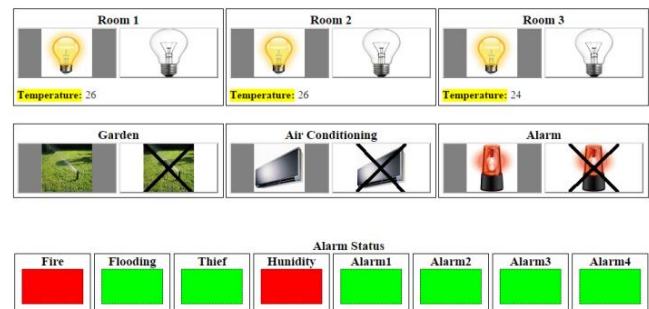 Room 1 Room 2 Room 3
Temperature: 26 Temperature: 26 Temperature: 24
Garden Air Conditioning Alarm
Alarm Status
Fire Flooding Thief Hunidity Alarm1 Alarm2 Alarm3 Alarm4